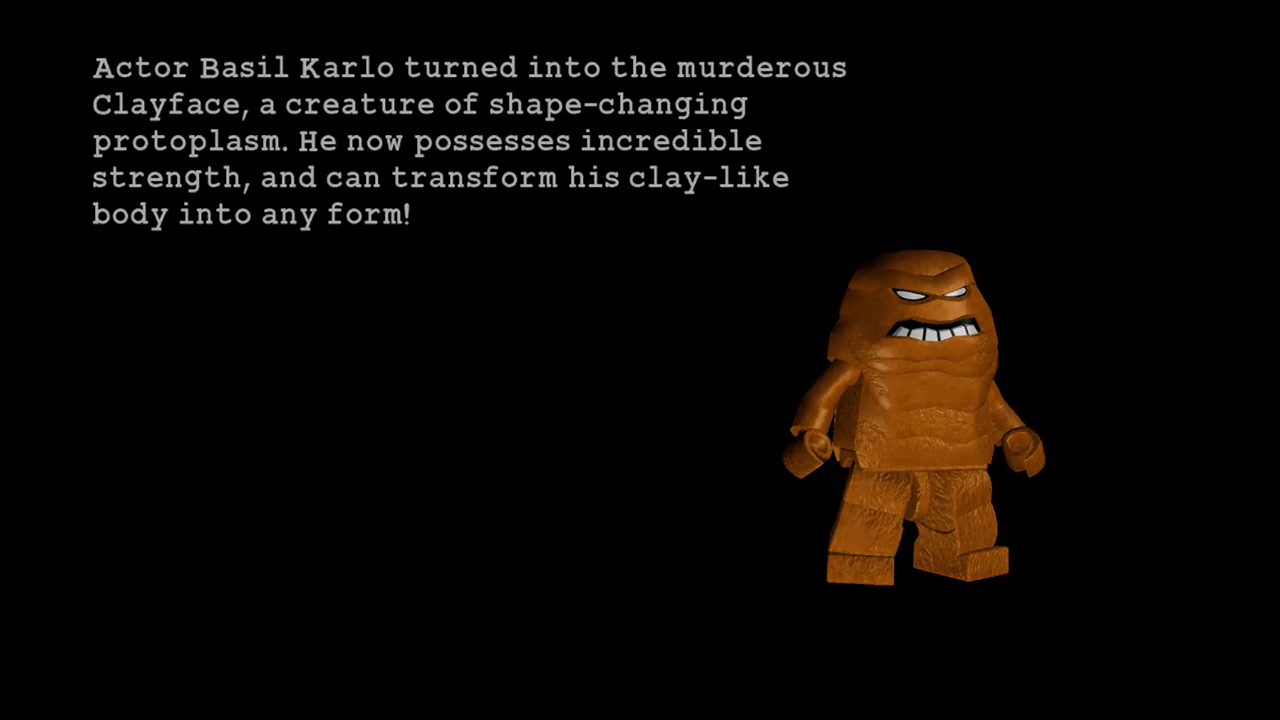 Actor Basil Karlo turned into the murderous
Clayface, a creature of shape-changing
protoplasm. He now possesses incredible
strength, and can transform his clay-like
body into any form!